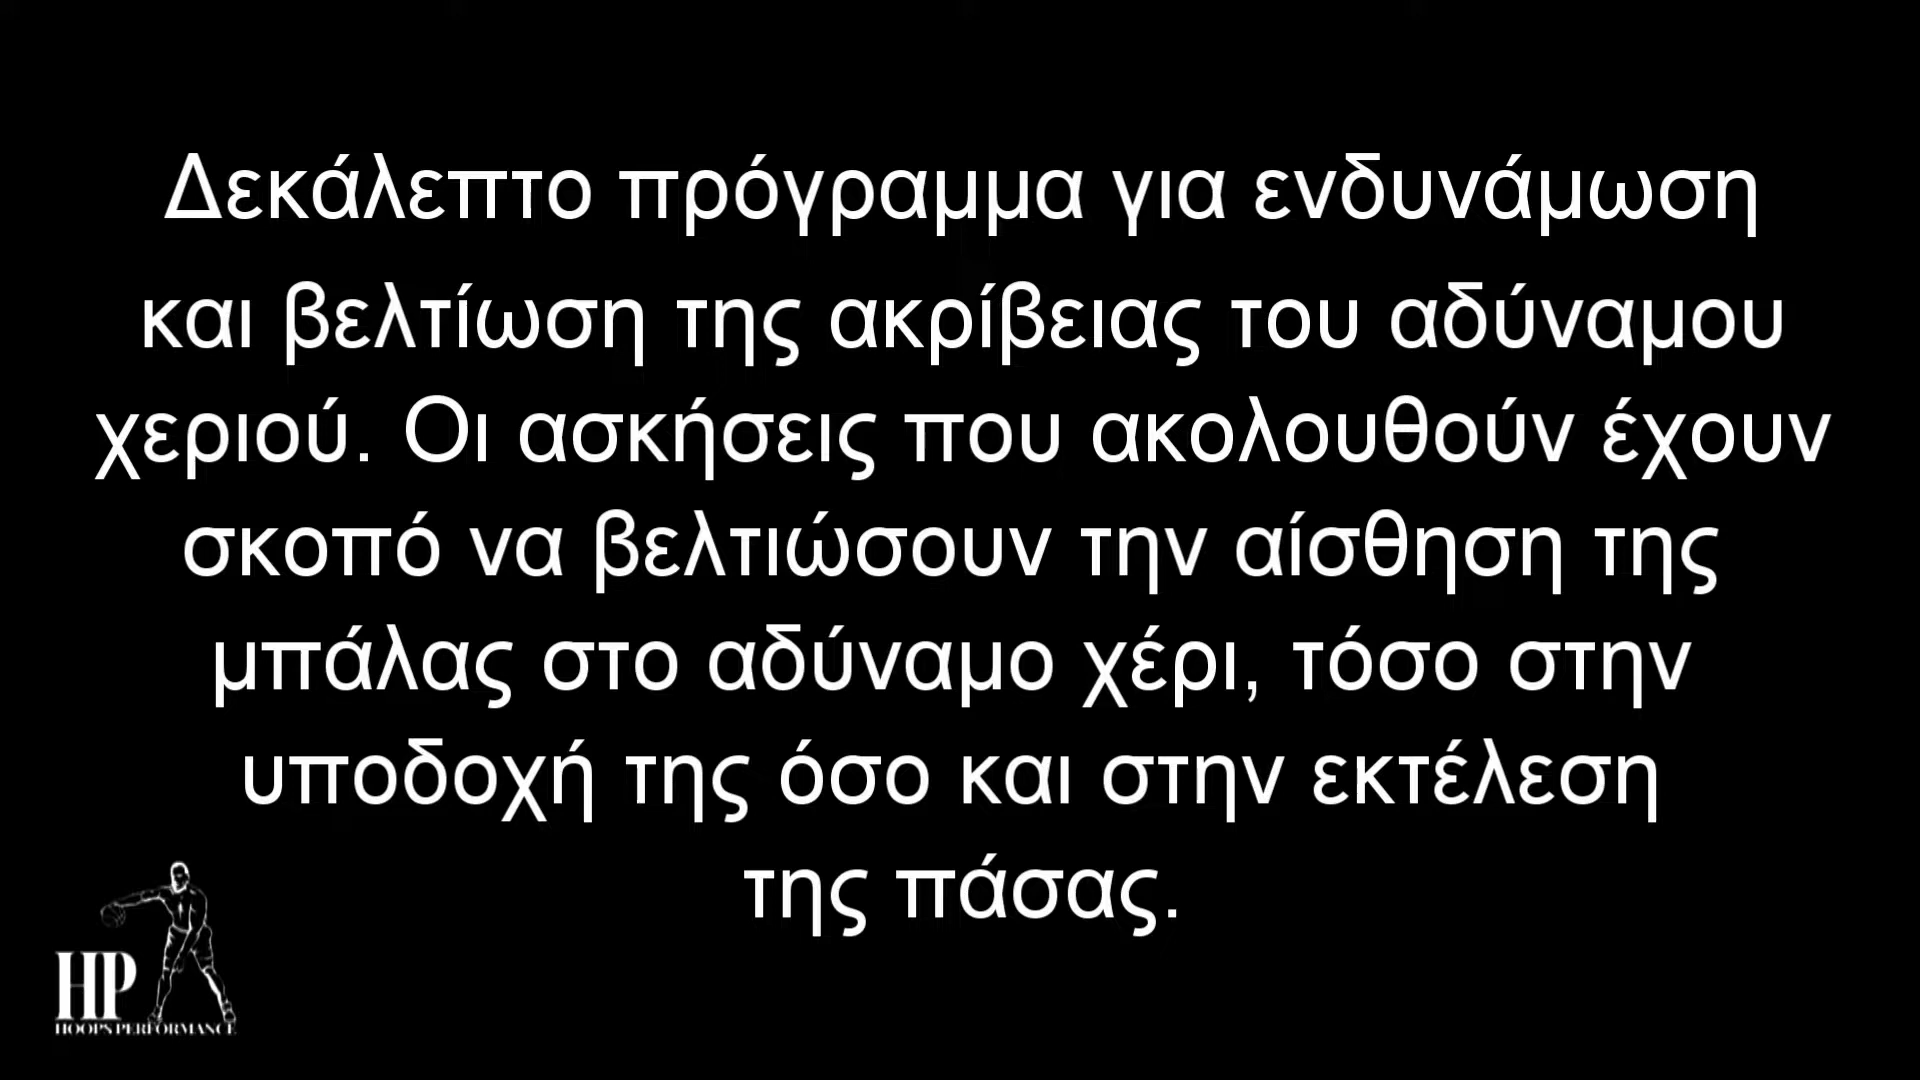 Δεκάλεπτο πρόγραμμα για ενδυνάμωση
και βελτίωση της ακρίβειας του αδύναμου
χεριού. Οι ασκήσεις που ακολουθούν έχουν
σκοπό να βελτιώσουν την αίσθηση της
μπάλας στο αδύναμο χέρι, τόσο στην
υποδοχή της όσο και στην εκτέλεση
της πάσας.
HP
HOOPS PERFORMANCE